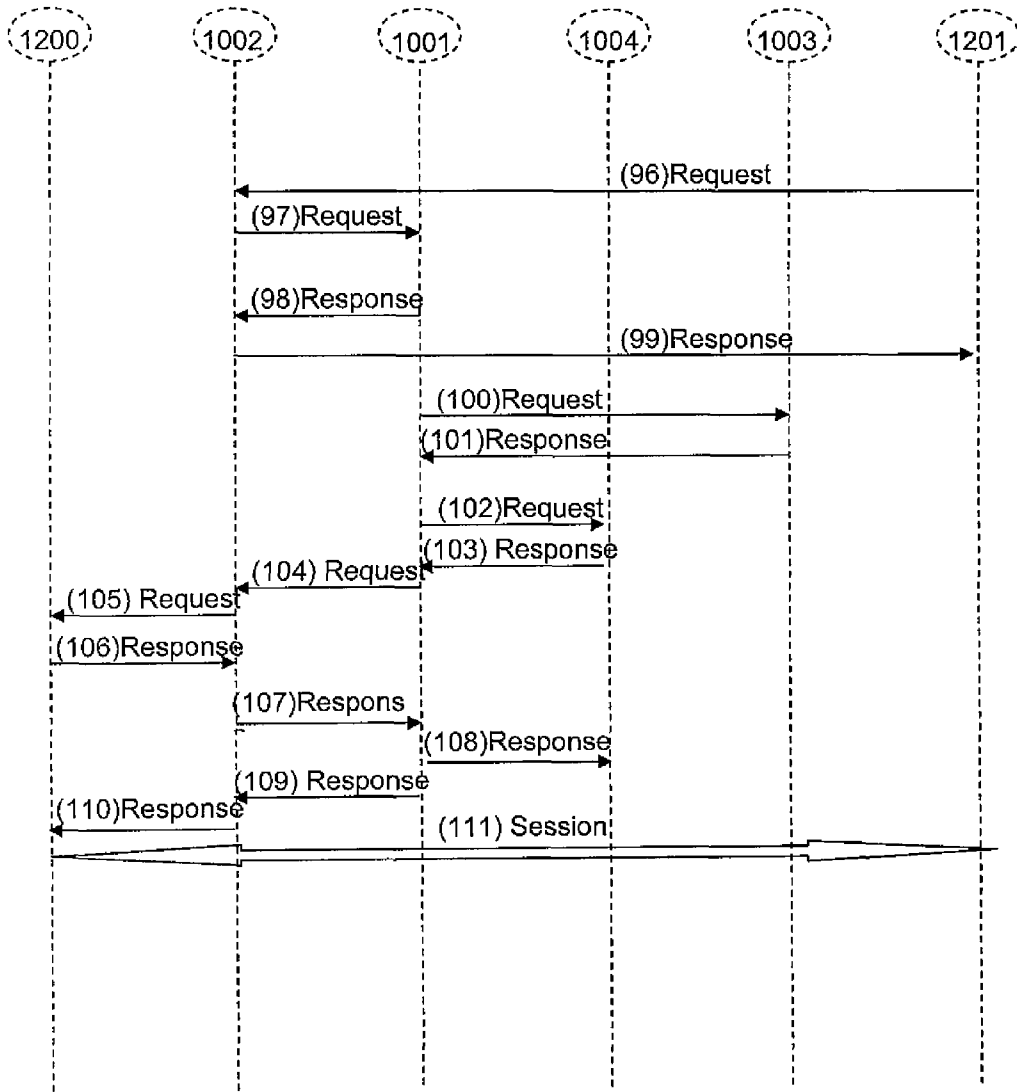 1200 1002 1001 1004 1003 1201
(96)Request
(97)Request
(98)Response
(99)Response
(100)Request
(101)Response
(102)Request
(103) Response
(104) Request
(105) Request
(106)Response
(107)Respons
(108)Response
(109) Response
(110)Response
(111) Session